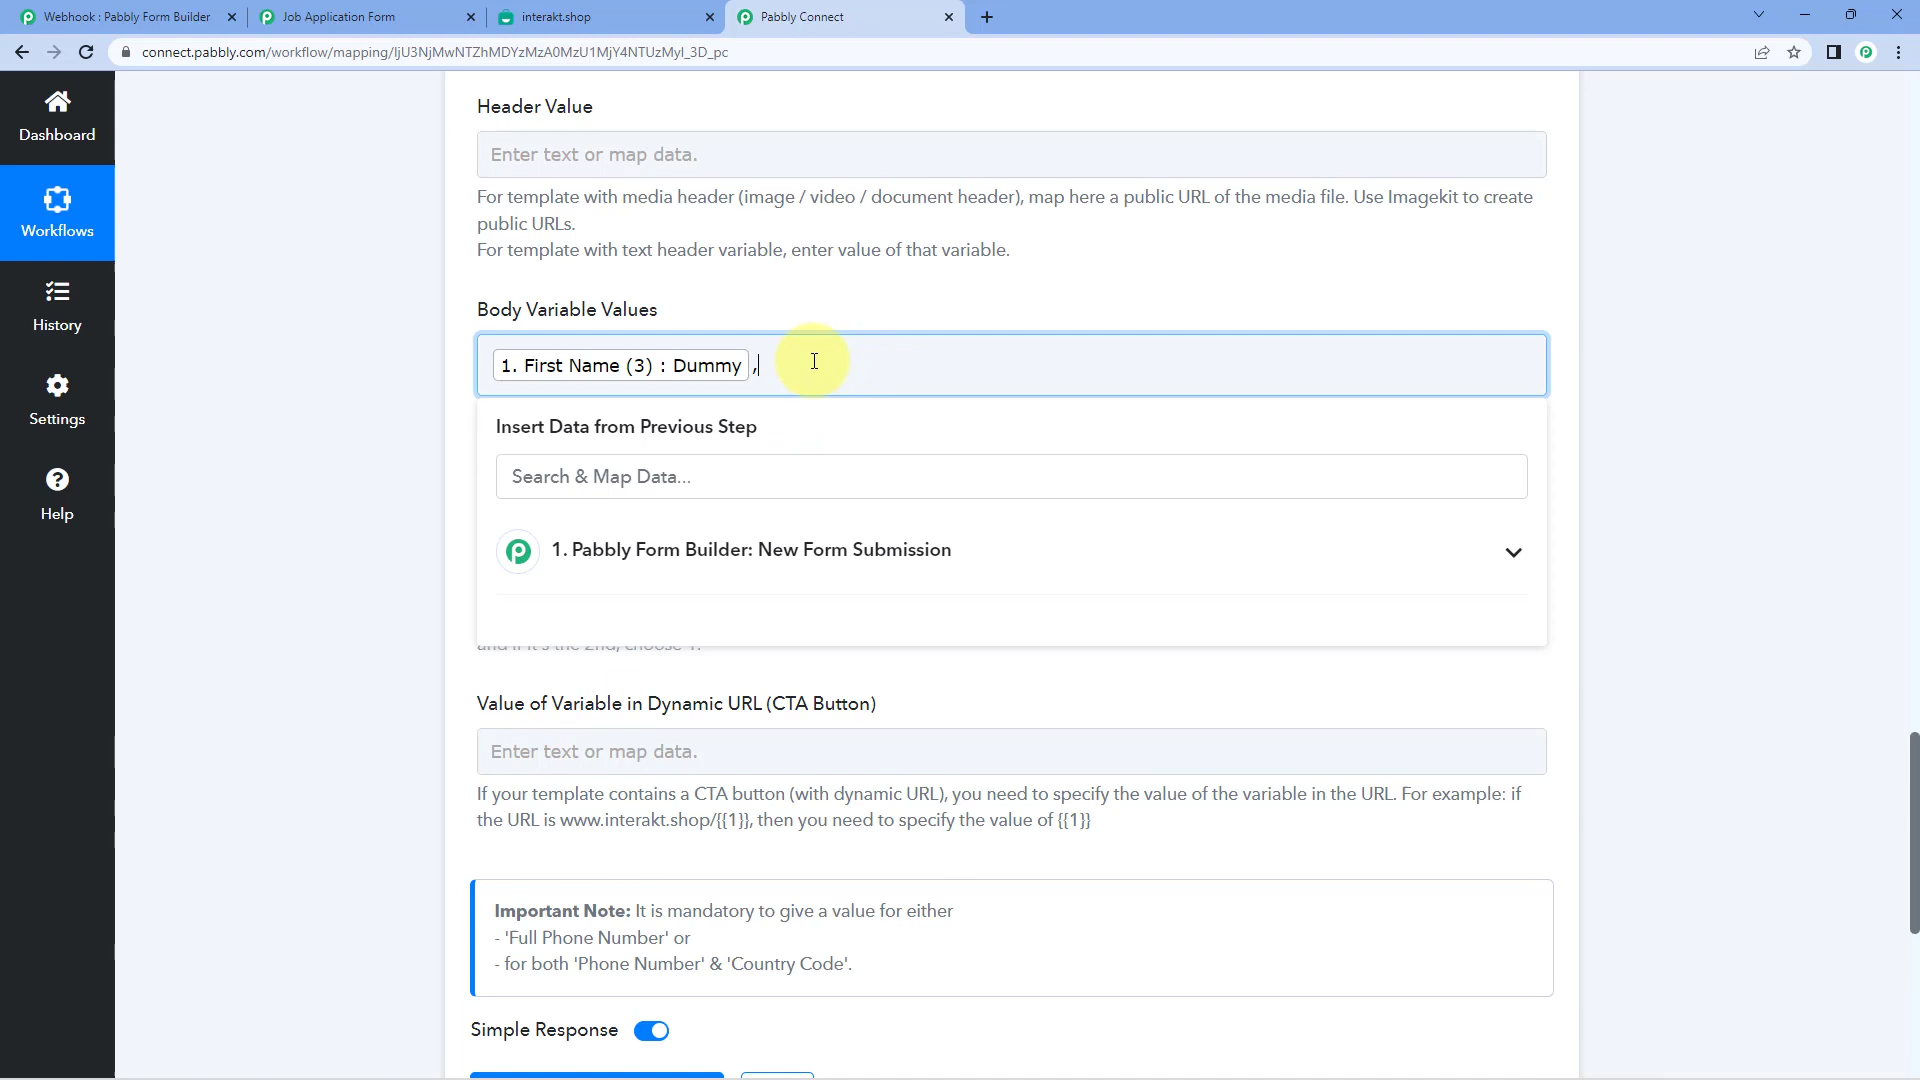 Webhook : Pabbly Form Builder
Job Application Form
interakt.shop
Pabbly Connect
connect.pabbly.com/workflow/mapping/IjU3NjMwNTZhMDYzMzA0MzU1MjY4NTUzMyI_3D_pc
Dashboard
Workflows
History
Settings
Help
Header Value
Enter text or map data.
For template with media header (image / video / document header), map here a public URL of the media file. Use Imagekit to create
public URLs.
For template with text header variable, enter value of that variable.
Body Variable Values
1. First Name (3) : Dummy ,
Insert Data from Previous Step
Search & Map Data...
1. Pabbly Form Builder: New Form Submission
and if it's the 2nd, choose 1.
Value of Variable in Dynamic URL (CTA Button)
Enter text or map data.
If your template contains a CTA button (with dynamic URL), you need to specify the value of the variable in the URL. For example: if
the URL is www.interakt.shop/{{1}}, then you need to specify the value of {{1}}
Important Note: It is mandatory to give a value for either
- 'Full Phone Number' or
- for both 'Phone Number' & 'Country Code'.
Simple Response